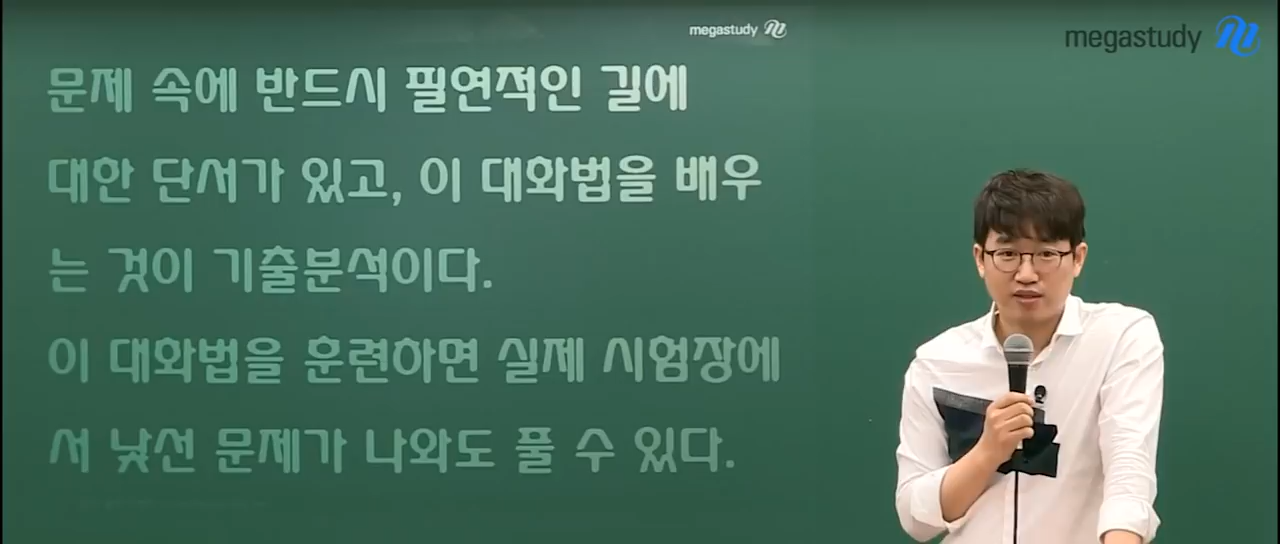 megastudy
megastudy
문제 속에 반드시 필연적인 길에
대한 단서가 있고, 이 대화법을 배우
는 것이 기출분석이다.
이 대화법을 훈련하면 실제 시험장에
서 낯선 문제가 나와도 풀 수 있다.